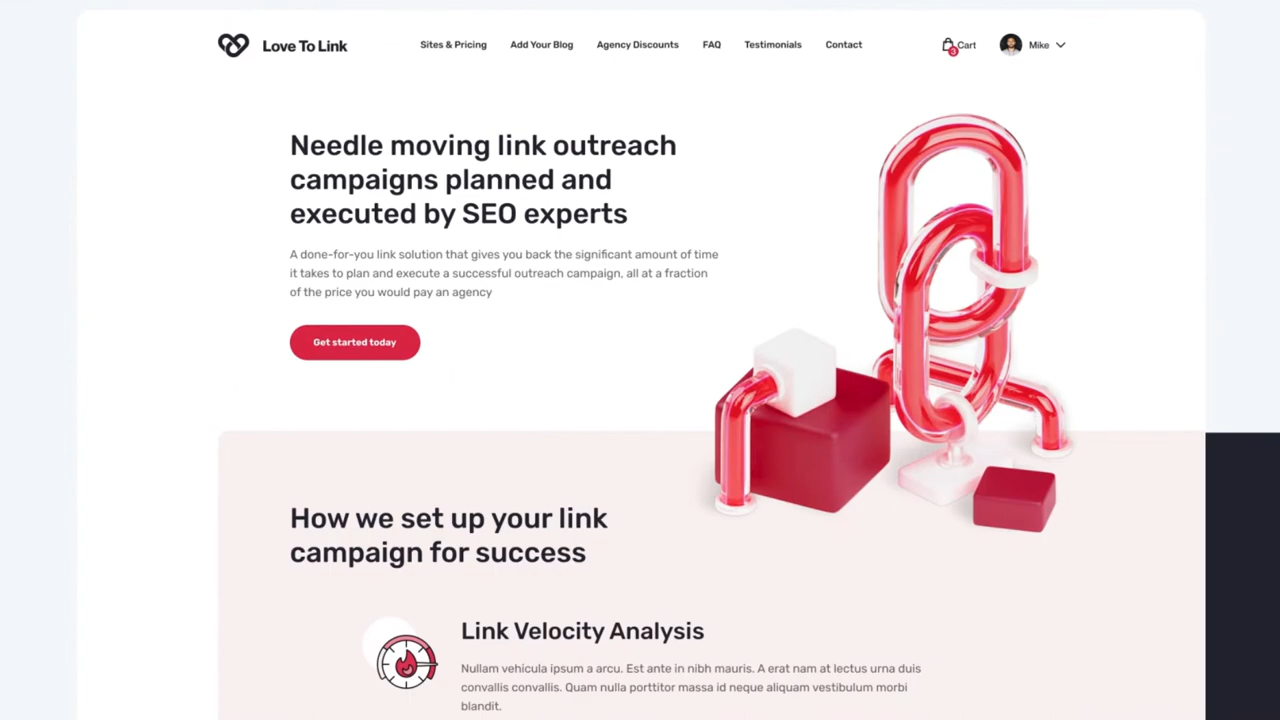 Love To Link
Sites & Pricing
Add Your Blog
Agency Discounts
FAQ
Testimonials
Contact
3
Cart
Mike
Needle moving link outreach
campaigns planned and
executed by SEO experts
A done-for-you link solution that gives you back the significant amount of time
it takes to plan and execute a successful outreach campaign, all at a fraction
of the price you would pay an agency
Get started today
How we set up your link
campaign for success
Link Velocity Analysis
Nullam vehicula ipsum a arcu. Est ante in nibh mauris. A erat nam at lectus urna duis
convallis convallis. Quam nulla porttitor massa id neque aliquam vestibulum morbi
blandit.